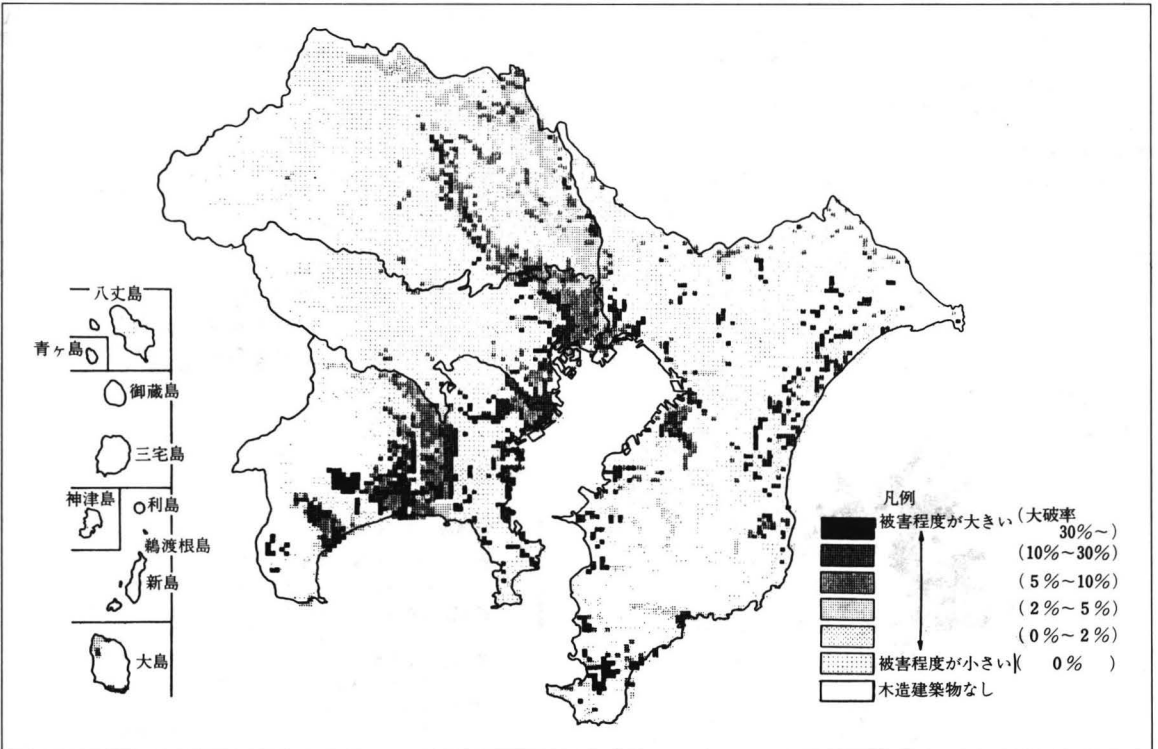 八丈島
青ヶ島
御蔵島
三宅島
神津島
利島
鵜渡根島
新島
大島
凡例
被害程度が大きい (大破率 30%~)
(10%~30%)
(5%~10%)
(2%~5%)
(0%~2%)
被害程度が小さい ( 0% )
木造建築物なし